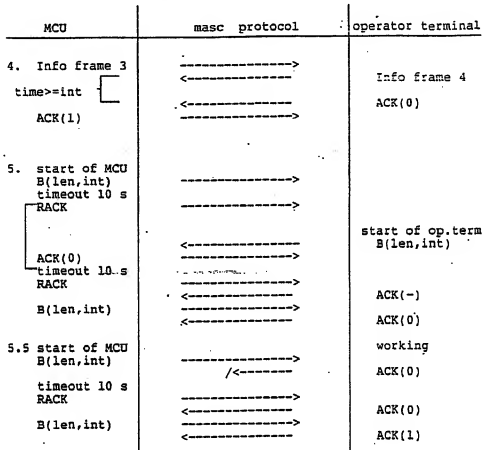 MCU masc protocol operator terminal
4. Info frame 3 ---------------->
<---------------- Info frame 4
time>=int
<---------------- ACK(0)
ACK(1) ---------------->
5. start of MCU
B(len,int) ---------------->
timeout 10 s
RACK ---------------->
start of op.term
<---------------- B(len,int)
ACK(0) ---------------->
timeout 10 s
RACK ---------------->
<---------------- ACK(-)
B(len,int) ---------------->
<---------------- ACK(0)
5.5 start of MCU working
B(len,int) ---------------->
/<------- ACK(0)
timeout 10 s
RACK ---------------->
<---------------- ACK(0)
B(len,int) ---------------->
<---------------- ACK(1)